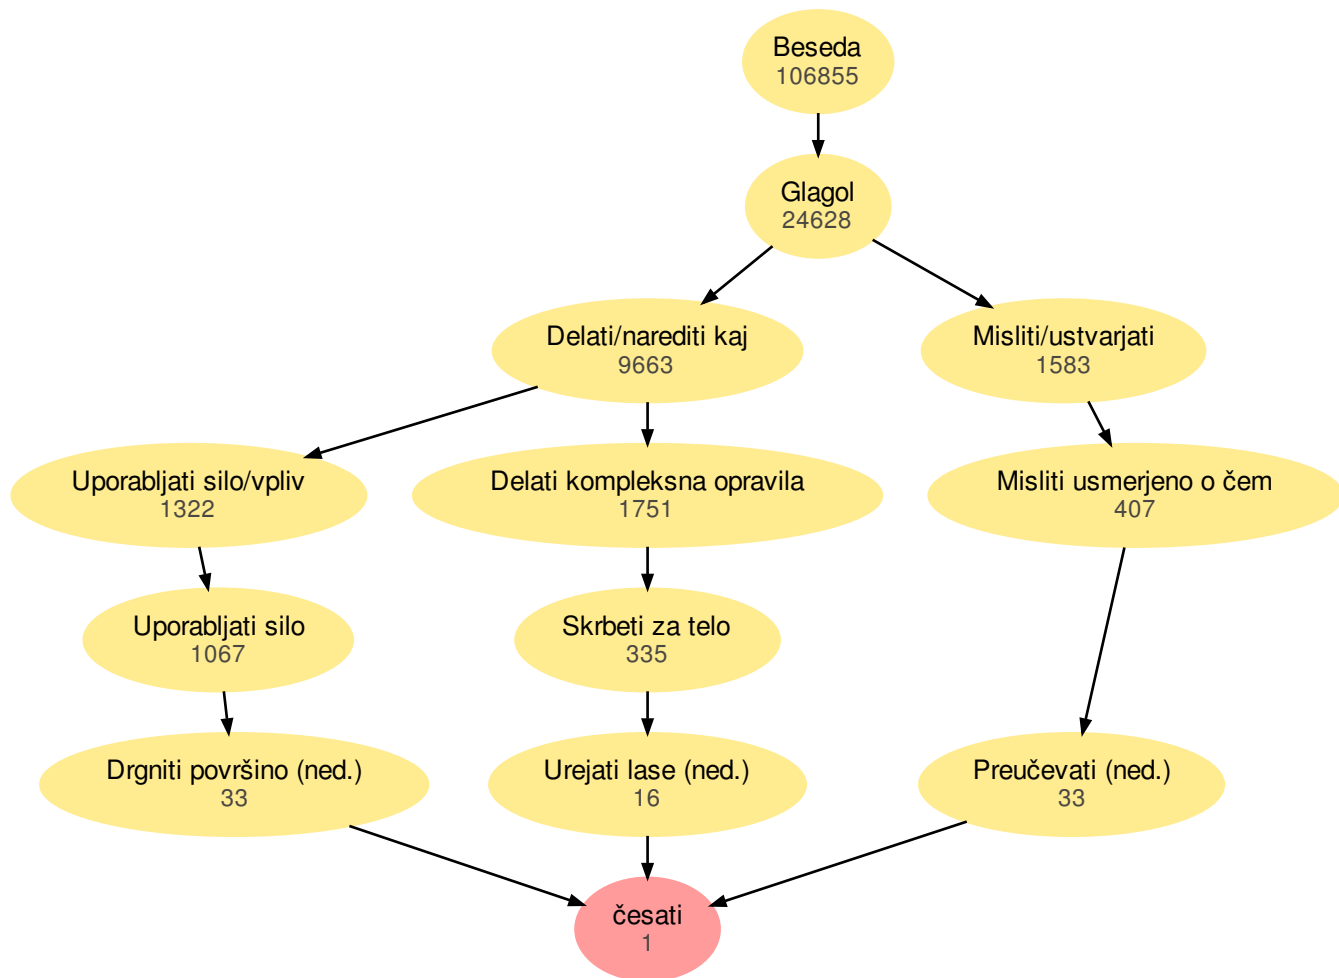 Beseda
106855
Glagol
24628
Delati/narediti kaj
9663
Misliti/ustvarjati
1583
Uporabljati silo/vpliv
1322
Delati kompleksna opravila
1751
Misliti usmerjeno o čem
407
Uporabljati silo
1067
Skrbeti za telo
335
Drgniti površino (ned.)
33
Urejati lase (ned.)
16
Preučevati (ned.)
33
česati
1